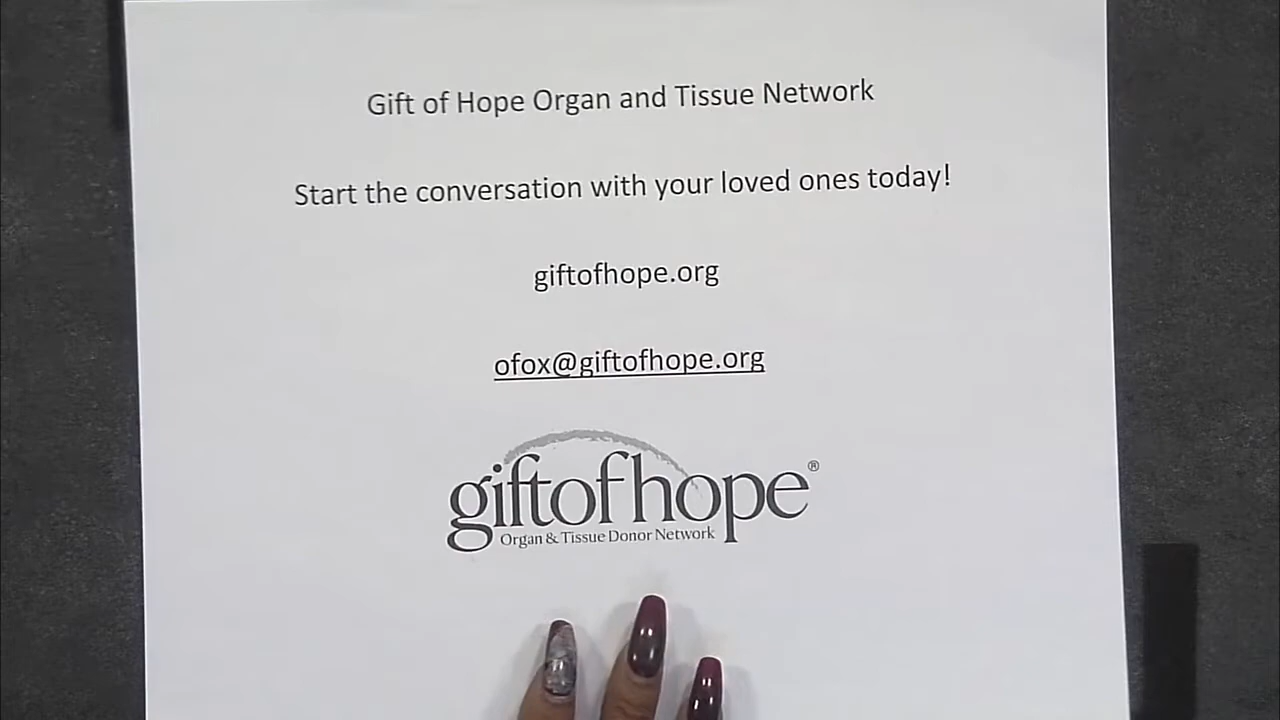 Gift of Hope Organ and Tissue Network
Start the conversation with your loved ones today!
giftofhope.org
ofox@giftofhope.org
giftofhope®
Organ & Tissue Donor Network